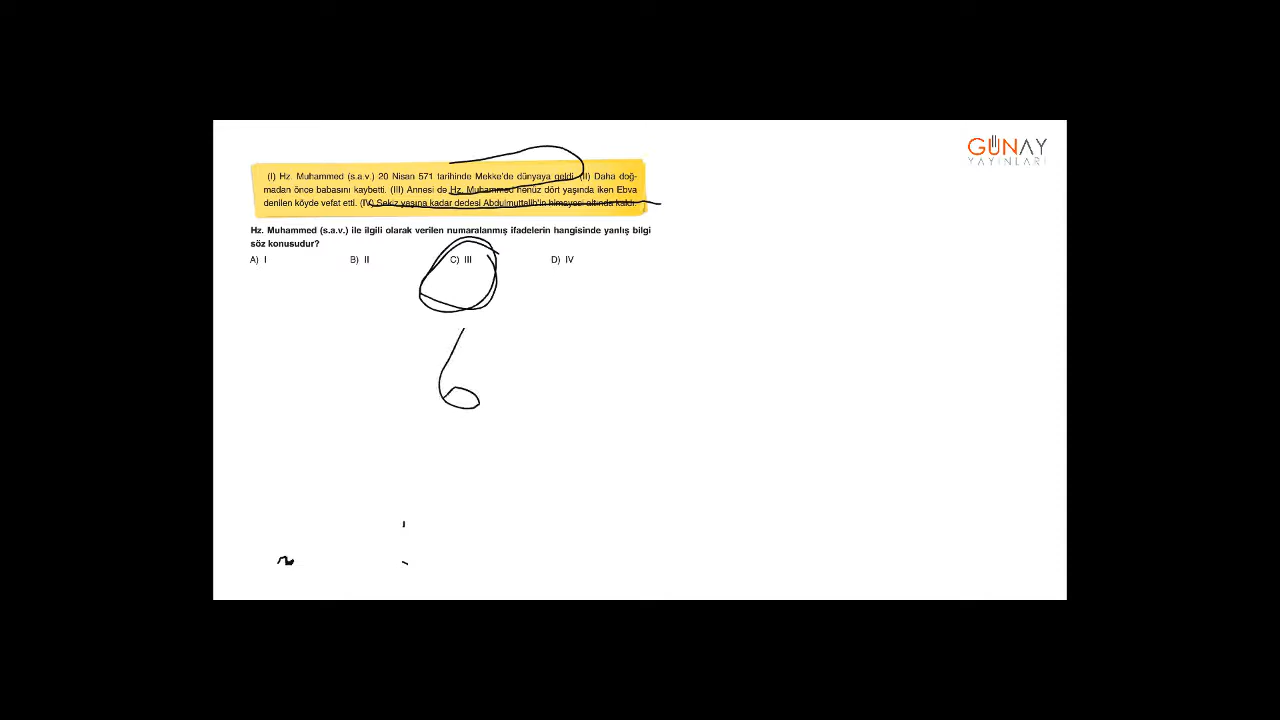 GÜNAY
YAYINLARI
(I) Hz. Muhammed (s.a.v.) 20 Nisan 571 tarihinde Mekke'de dünyaya geldi. (II) Daha doğ-
madan önce babasını kaybetti. (III) Annesi de Hz. Muhammed henüz dört yaşında iken Ebva
denilen köyde vefat etti. (IV) Sekiz yaşına kadar dedesi Abdulmuttalib'in himayesi altında kaldı.
Hz. Muhammed (s.a.v.) ile ilgili olarak verilen numaralanmış ifadelerin hangisinde yanlış bilgi
söz konusudur?
A) I B) II C) III D) IV
6